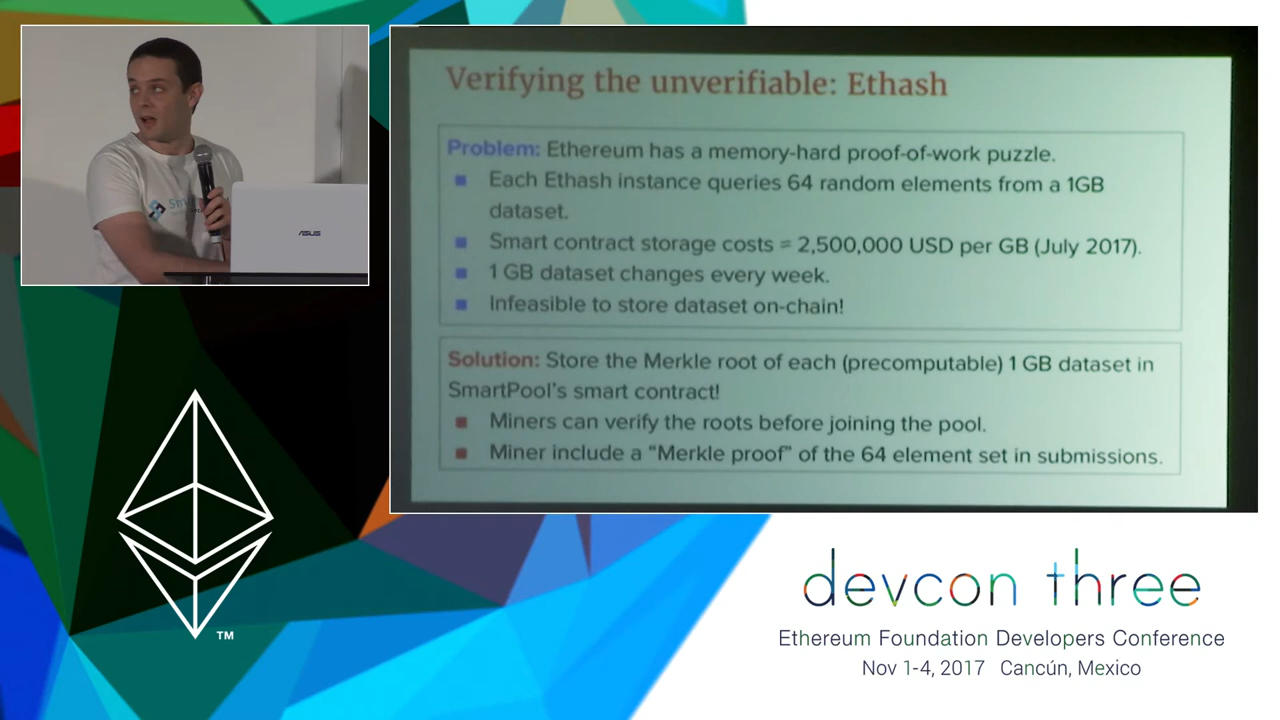 Verifying the unverifiable: Ethash
Problem: Ethereum has a memory-hard proof-of-work puzzle.
■ Each Ethash instance queries 64 random elements from a 1GB
dataset.
■ Smart contract storage costs = 2,500,000 USD per GB (July 2017).
■ 1 GB dataset changes every week.
■ Infeasible to store dataset on-chain!
Solution: Store the Merkle root of each (precomputable) 1 GB dataset in
SmartPool's smart contract!
■ Miners can verify the roots before joining the pool.
■ Miner include a “Merkle proof” of the 64 element set in submissions.
ASUS
TM
devcon three
Ethereum Foundation Developers Conference
Nov 1-4, 2017 Cancún, Mexico